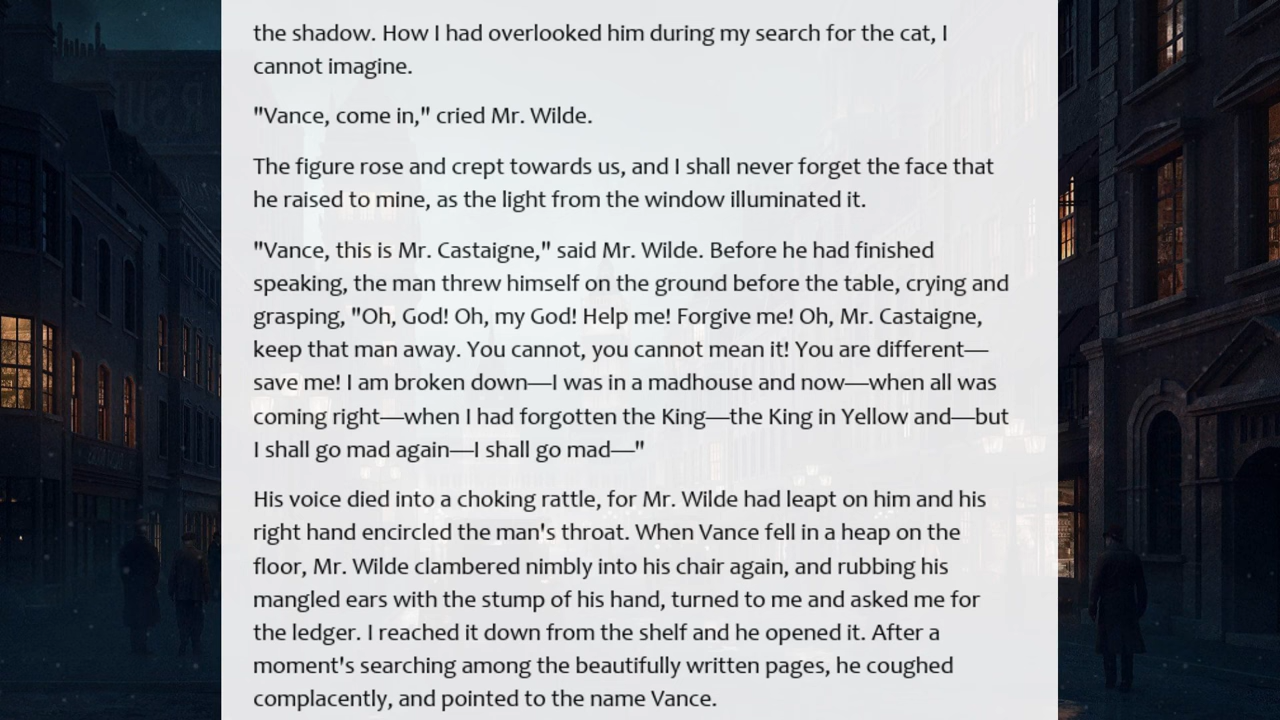 the shadow. How I had overlooked him during my search for the cat, I
cannot imagine.
"Vance, come in," cried Mr. Wilde.
The figure rose and crept towards us, and I shall never forget the face that
he raised to mine, as the light from the window illuminated it.
"Vance, this is Mr. Castaigne," said Mr. Wilde. Before he had finished
speaking, the man threw himself on the ground before the table, crying and
grasping, "Oh, God! Oh, my God! Help me! Forgive me! Oh, Mr. Castaigne,
keep that man away. You cannot, you cannot mean it! You are different—
save me! I am broken down—I was in a madhouse and now—when all was
coming right—when I had forgotten the King—the King in Yellow and—but
I shall go mad again—I shall go mad—"
His voice died into a choking rattle, for Mr. Wilde had leapt on him and his
right hand encircled the man's throat. When Vance fell in a heap on the
floor, Mr. Wilde clambered nimbly into his chair again, and rubbing his
mangled ears with the stump of his hand, turned to me and asked me for
the ledger. I reached it down from the shelf and he opened it. After a
moment's searching among the beautifully written pages, he coughed
complacently, and pointed to the name Vance.